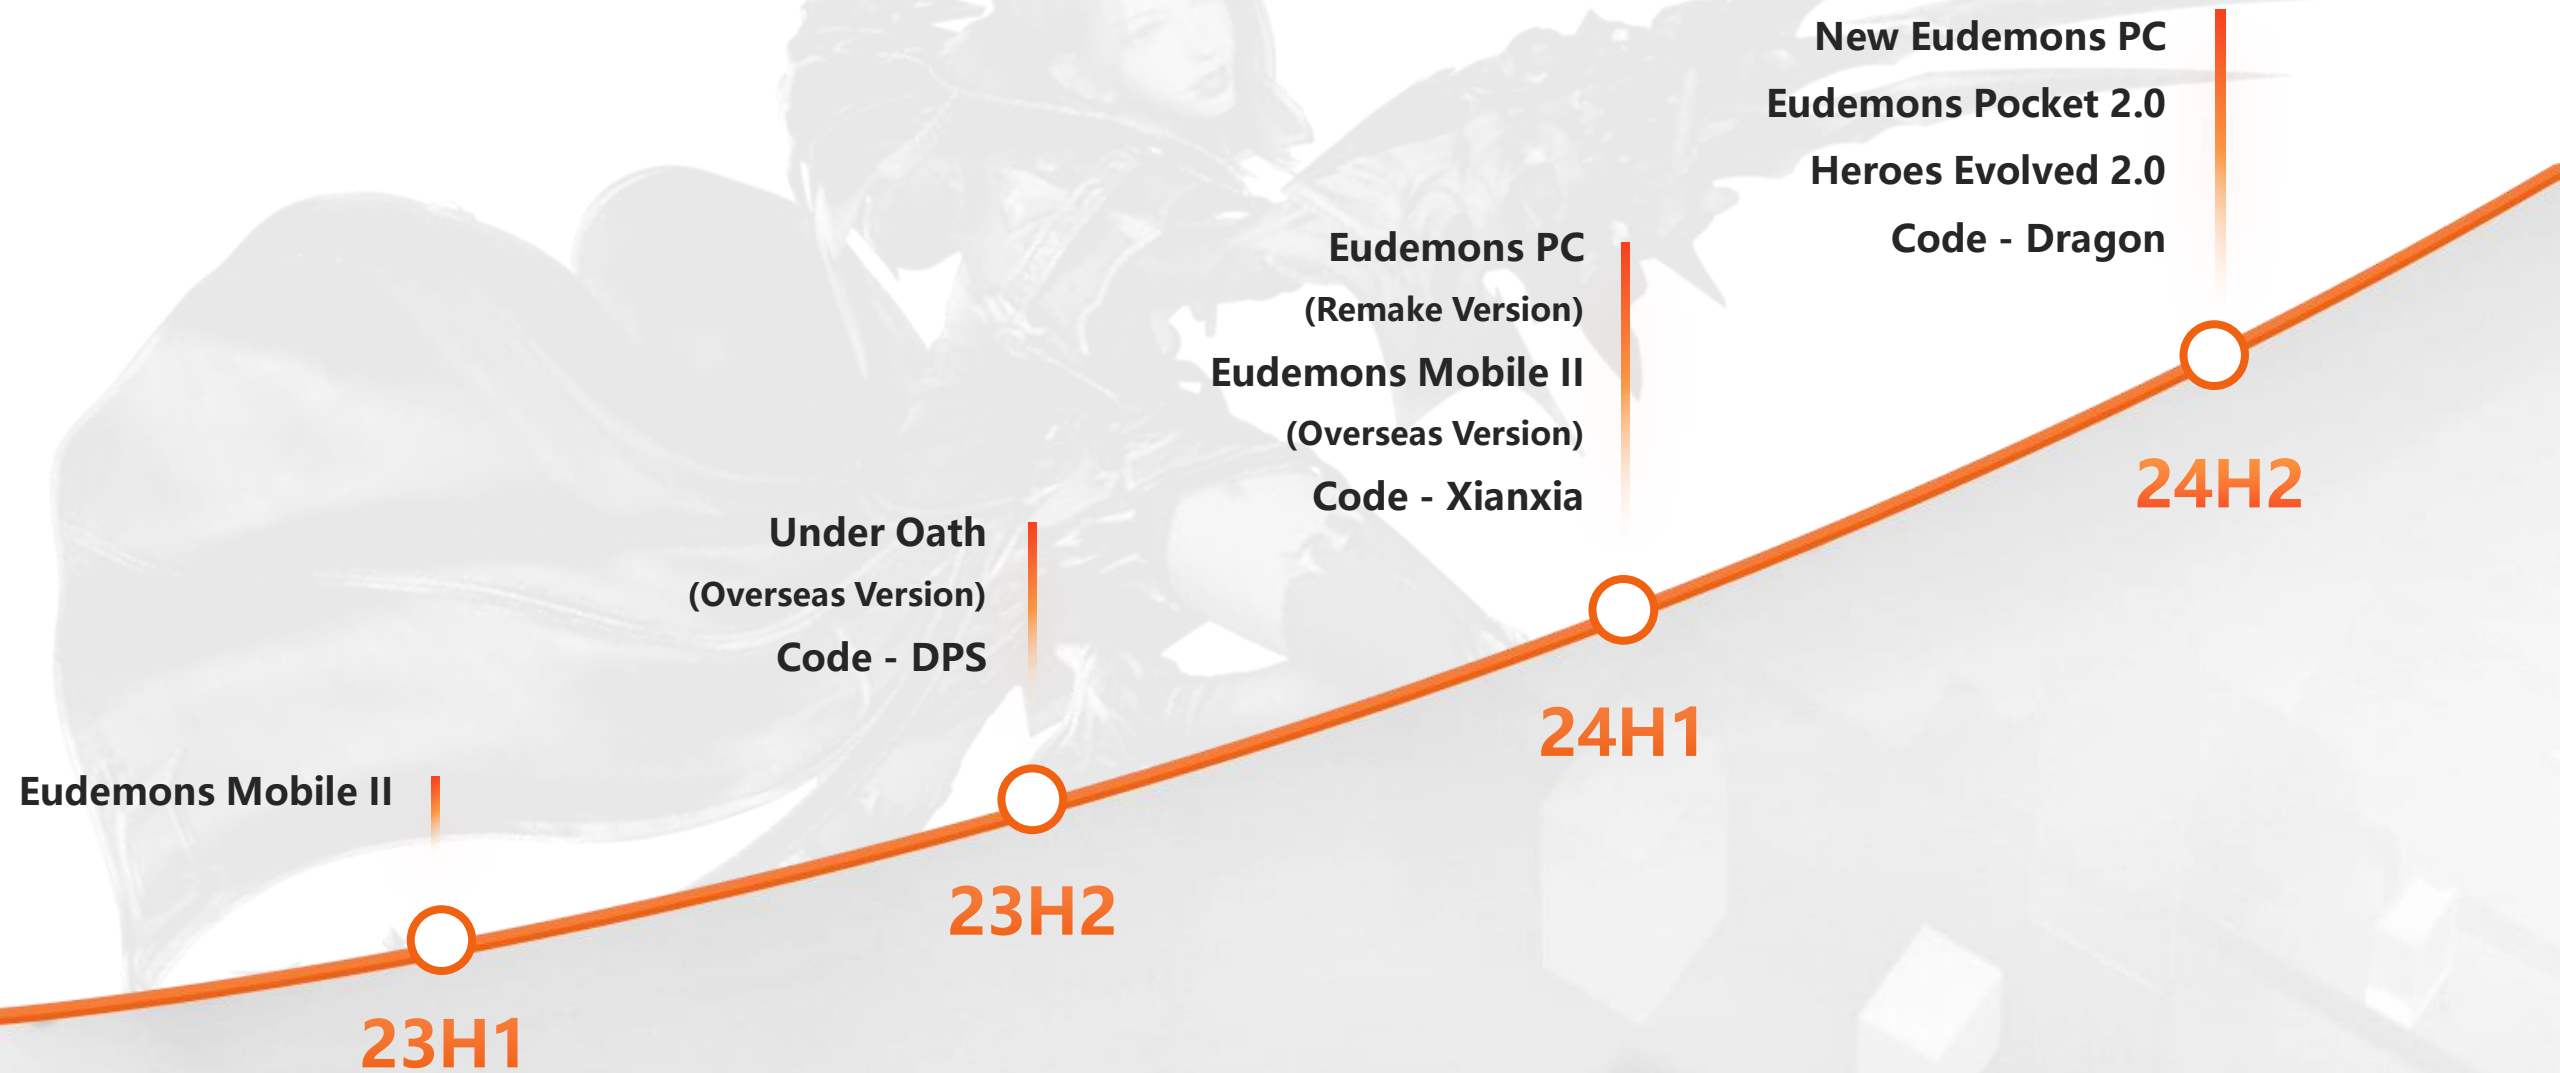 New Eudemons PC
Eudemons Pocket 2.0
Heroes Evolved 2.0
Code - Dragon
24H2
Eudemons PC
(Remake Version)
Eudemons Mobile II
(Overseas Version)
Code - Xianxia
24H1
Under Oath
(Overseas Version)
Code - DPS
23H2
Eudemons Mobile II
23H1